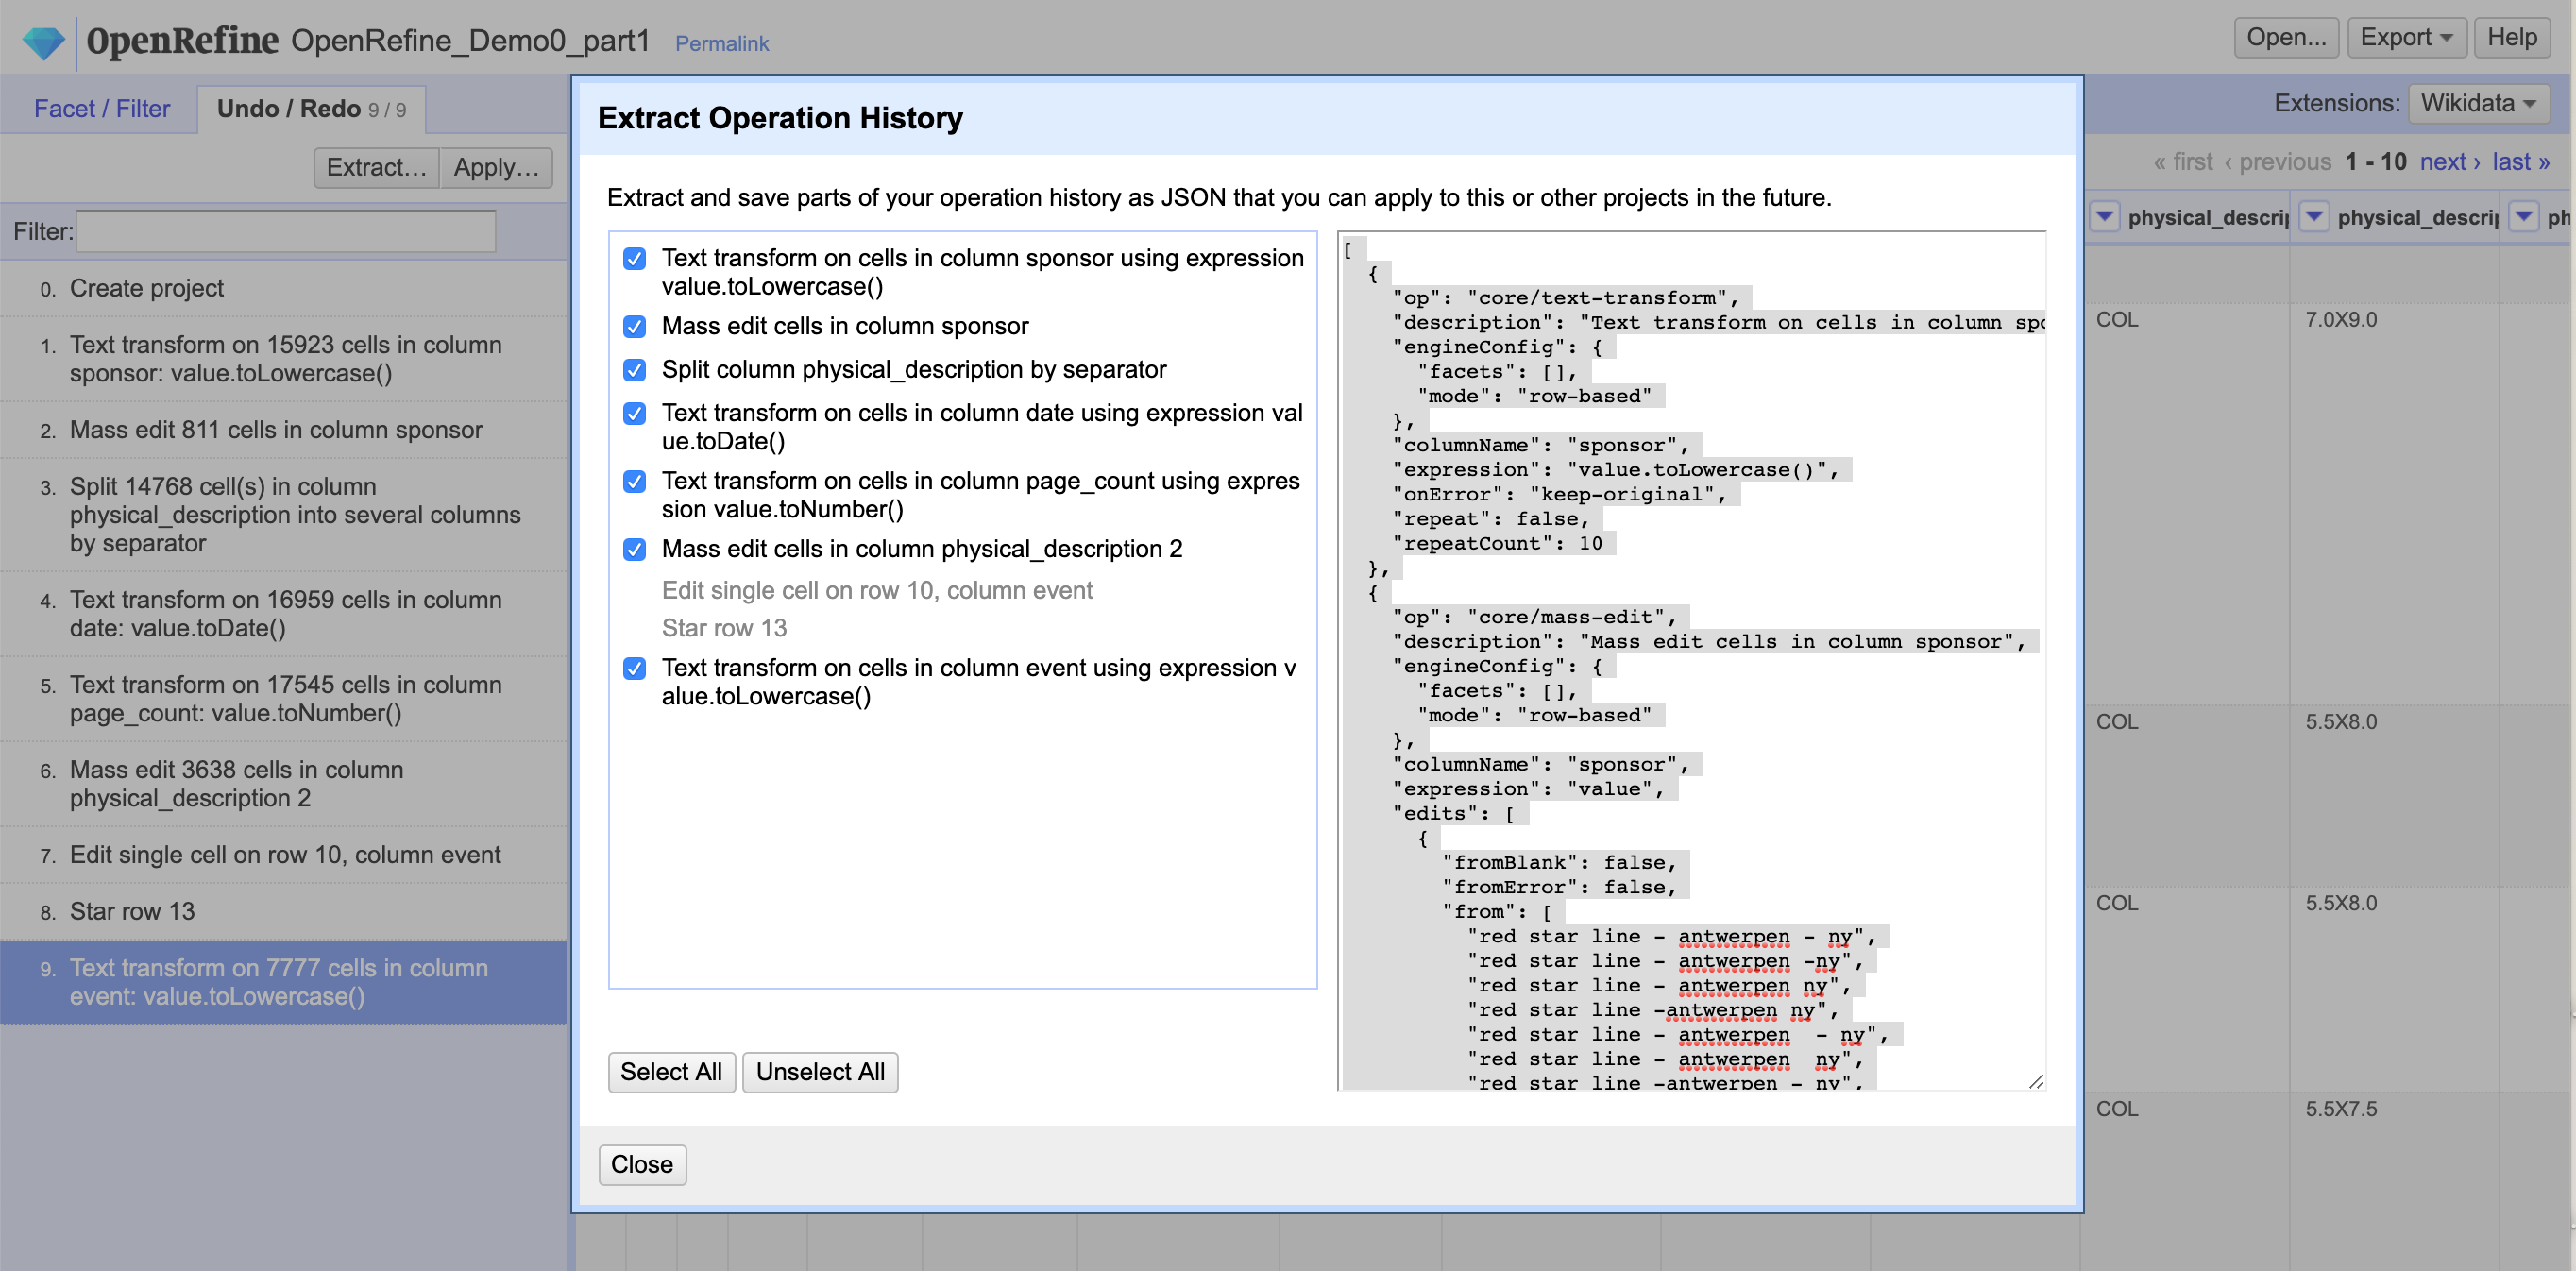 OpenRefine OpenRefine_Demo0_part1 Permalink
Open... Export Help
Facet / Filter Undo / Redo 9 / 9
Extensions: Wikidata
Extract... Apply...
« first ‹ previous 1 - 10 next › last »
Filter:
0. Create project
1. Text transform on 15923 cells in column
sponsor: value.toLowercase()
2. Mass edit 811 cells in column sponsor
3. Split 14768 cell(s) in column
physical_description into several columns
by separator
4. Text transform on 16959 cells in column
date: value.toDate()
5. Text transform on 17545 cells in column
page_count: value.toNumber()
6. Mass edit 3638 cells in column
physical_description 2
7. Edit single cell on row 10, column event
8. Star row 13
9. Text transform on 7777 cells in column
event: value.toLowercase()
Extract Operation History
Extract and save parts of your operation history as JSON that you can apply to this or other projects in the future.
Text transform on cells in column sponsor using expression
value.toLowercase()
Mass edit cells in column sponsor
Split column physical_description by separator
Text transform on cells in column date using expression val
ue.toDate()
Text transform on cells in column page_count using expres
sion value.toNumber()
Mass edit cells in column physical_description 2
Edit single cell on row 10, column event
Star row 13
Text transform on cells in column event using expression v
alue.toLowercase()
Select All Unselect All
[
{
"op": "core/text-transform",
"description": "Text transform on cells in column spo
"engineConfig": {
"facets": [],
"mode": "row-based"
},
"columnName": "sponsor",
"expression": "value.toLowercase()",
"onError": "keep-original",
"repeat": false,
"repeatCount": 10
},
{
"op": "core/mass-edit",
"description": "Mass edit cells in column sponsor",
"engineConfig": {
"facets": [],
"mode": "row-based"
},
"columnName": "sponsor",
"expression": "value",
"edits": [
{
"fromBlank": false,
"fromError": false,
"from": [
"red star line - antwerpen - ny",
"red star line - antwerpen -ny",
"red star line - antwerpen ny",
"red star line -antwerpen ny",
"red star line - antwerpen  - ny",
"red star line - antwerpen  ny",
"red star line -antwerpen - ny",
Close
physical_descrip physical_descrip ph
COL 7.0X9.0
COL 5.5X8.0
COL 5.5X8.0
COL 5.5X7.5